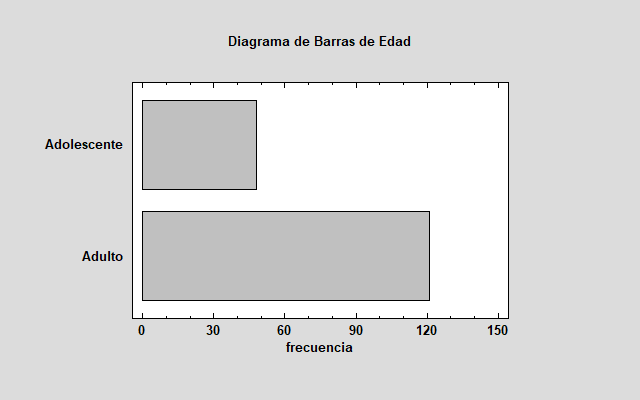 Diagrama de Barras de Edad
Adolescente
Adulto
0 30 60 90 120 150
frecuencia